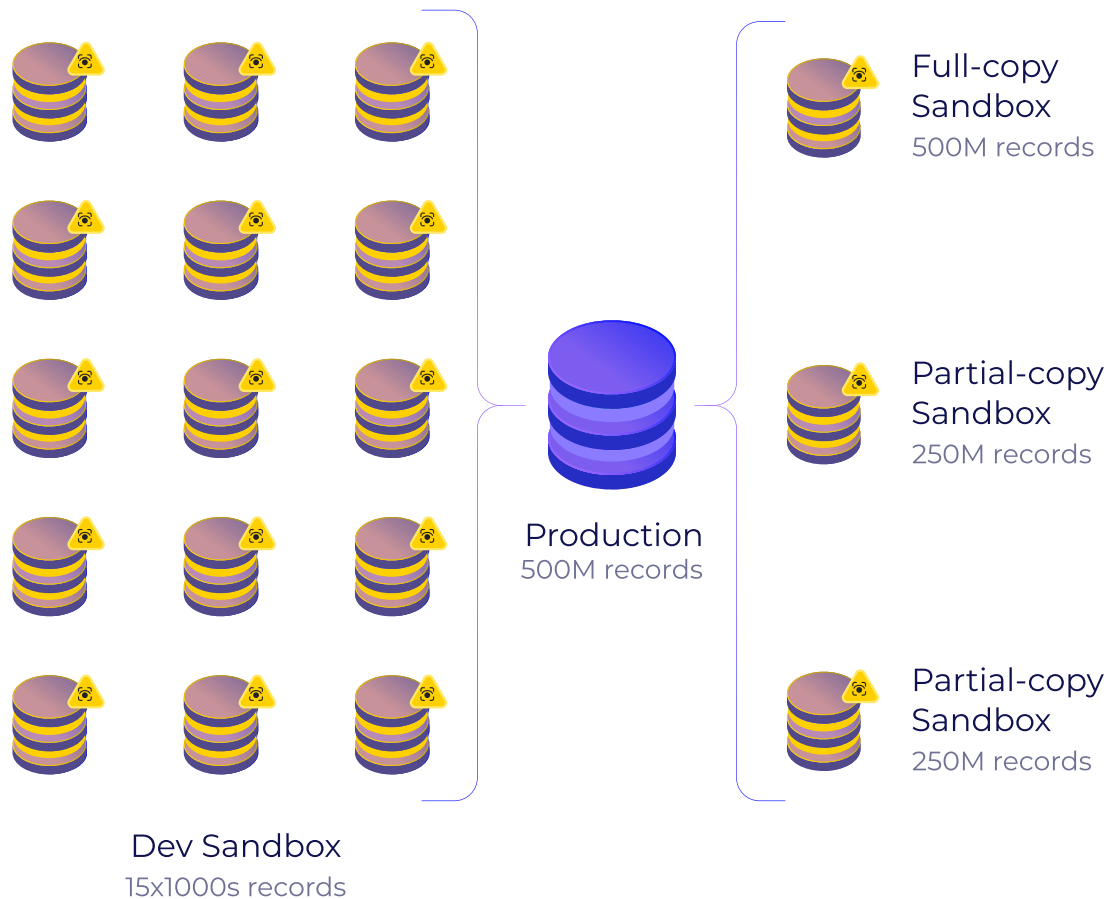 Full-copy
Sandbox
500M records
Partial-copy
Sandbox
250M records
Production
500M records
Partial-copy
Sandbox
250M records
Dev Sandbox
15x1000s records